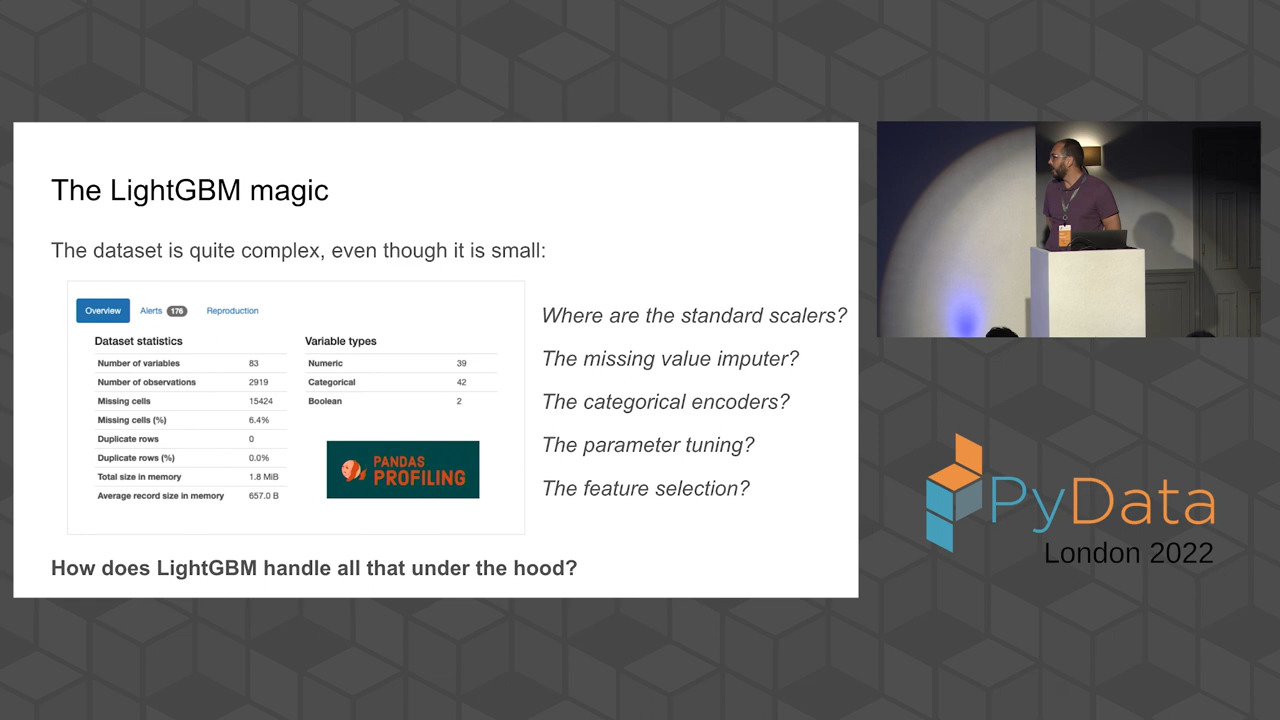 The LightGBM magic
The dataset is quite complex, even though it is small:
Overview Alerts 176 Reproduction
Dataset statistics
Number of variables 83
Number of observations 2919
Missing cells 15424
Missing cells (%) 6.4%
Duplicate rows 0
Duplicate rows (%) 0.0%
Total size in memory 1.8 MiB
Average record size in memory 657.0 B
Variable types
Numeric 39
Categorical 42
Boolean 2
PANDAS
PROFILING
Where are the standard scalers?
The missing value imputer?
The categorical encoders?
The parameter tuning?
The feature selection?
How does LightGBM handle all that under the hood?
PyData
London 2022